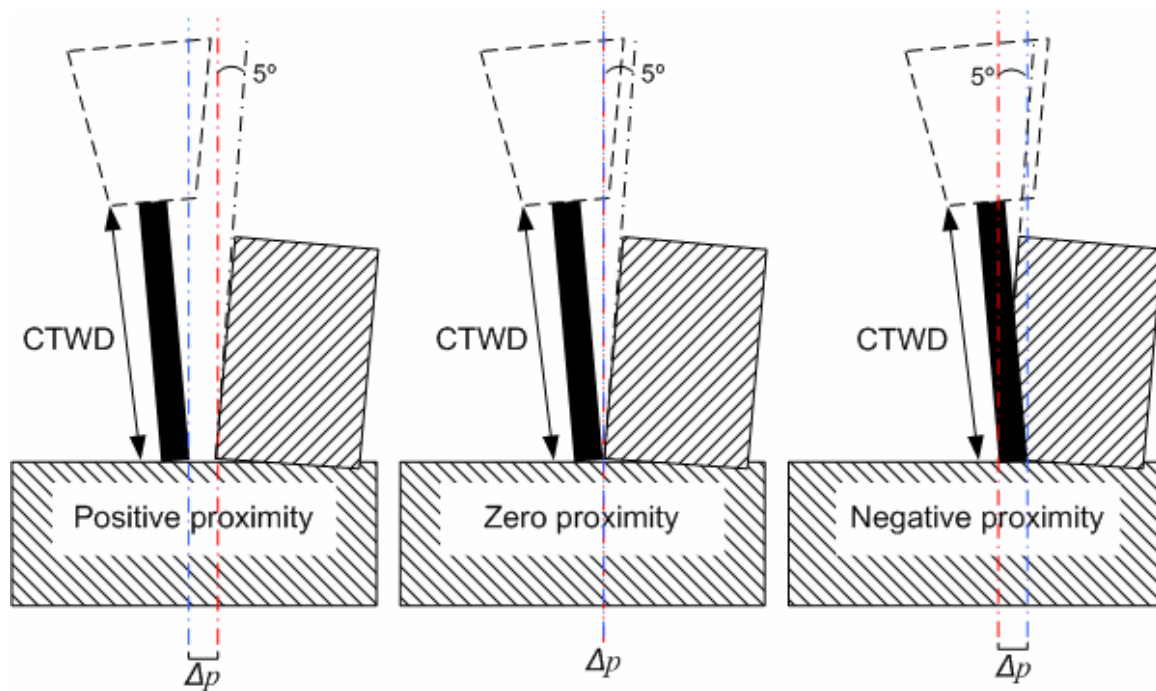 5º
5º
5º
CTWD
CTWD
CTWD
Positive proximity
Zero proximity
Negative proximity
Δp
Δp
Δp